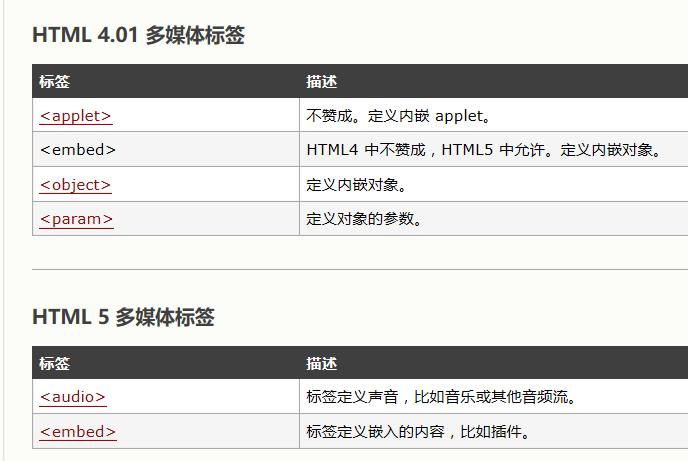 HTML 4.01 多媒体标签
标签 描述
<applet> 不赞成。定义内嵌 applet。
<embed> HTML4 中不赞成，HTML5 中允许。定义内嵌对象。
<object> 定义内嵌对象。
<param> 定义对象的参数。
HTML 5 多媒体标签
标签 描述
<audio> 标签定义声音，比如音乐或其他音频流。
<embed> 标签定义嵌入的内容，比如插件。